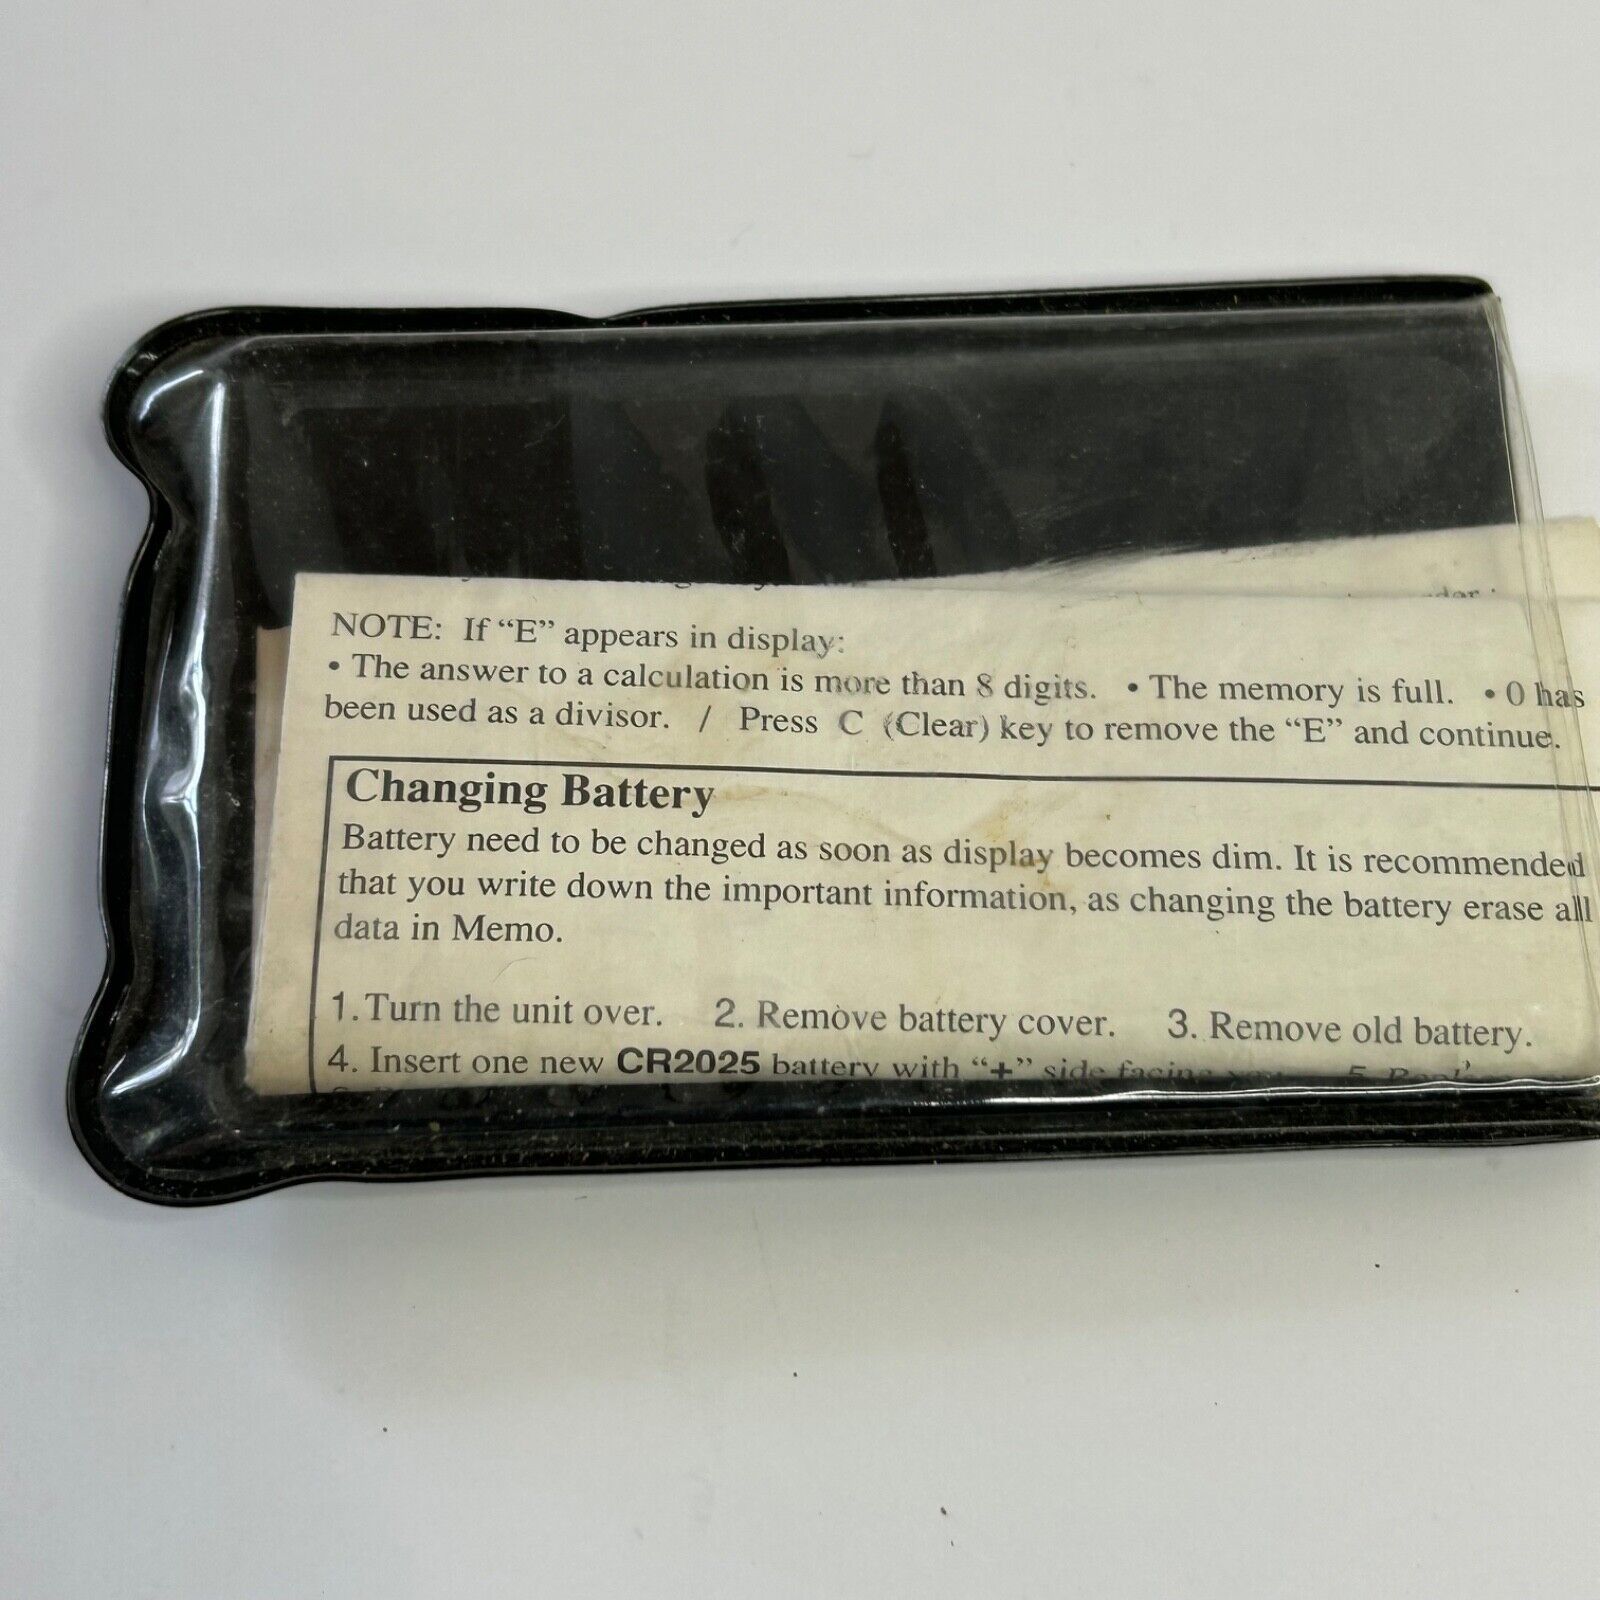 NOTE: If “E” appears in display:
• The answer to a calculation is more than 8 digits. • The memory is full. • 0 has
been used as a divisor. / Press C (Clear) key to remove the “E” and continue.
Changing Battery
Battery need to be changed as soon as display becomes dim. It is recommended
that you write down the important information, as changing the battery erase all
data in Memo.
1. Turn the unit over. 2. Remove battery cover. 3. Remove old battery.
4. Insert one new CR2025 battery with “+” side facing